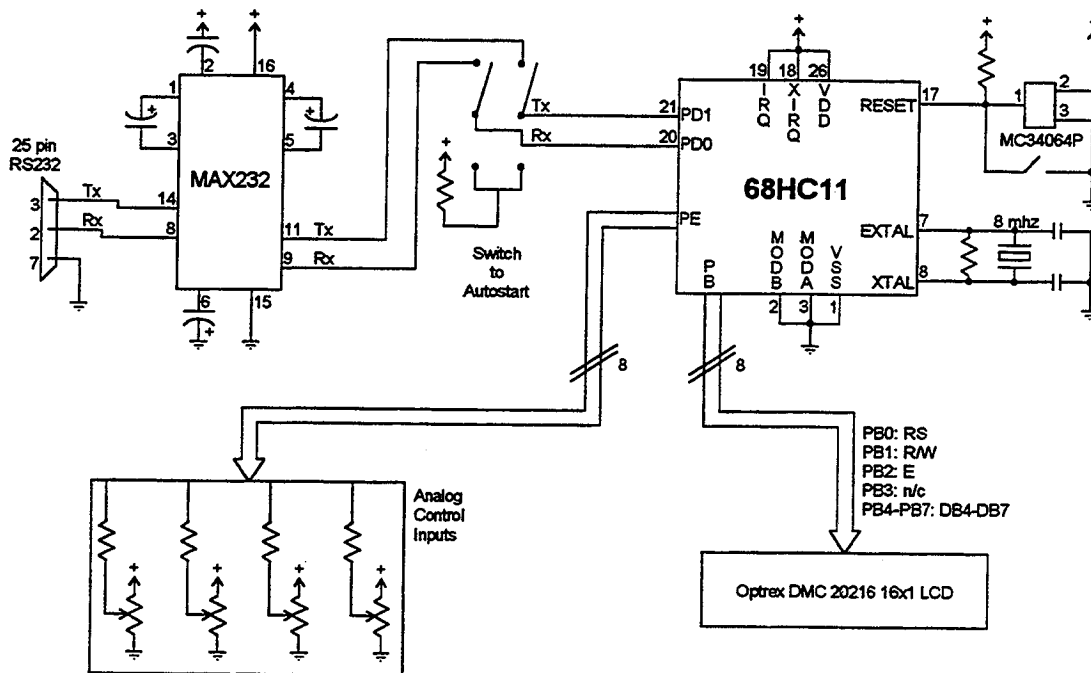 +
+
2
16
1
4
3
5
+
+
MAX232
25 pin
RS232
3
Tx
14
2
Rx
8
7
11
Tx
9
Rx
6
15
+
Tx
Rx
+
Switch
to
Autostart
+
19
18
26
IRQ
XIRQ
VDD
21
PD1
20
PD0
68HC11
PE
PB
MODB
MODA
VSS
2
3
1
RESET
17
+
+
1
2
3
MC34064P
EXTAL
7
8 mhz
XTAL
8
8
8
PB0: RS
PB1: R/W
PB2: E
PB3: n/c
PB4-PB7: DB4-DB7
Analog
Control
Inputs
+
+
+
+
Optrex DMC 20216 16x1 LCD